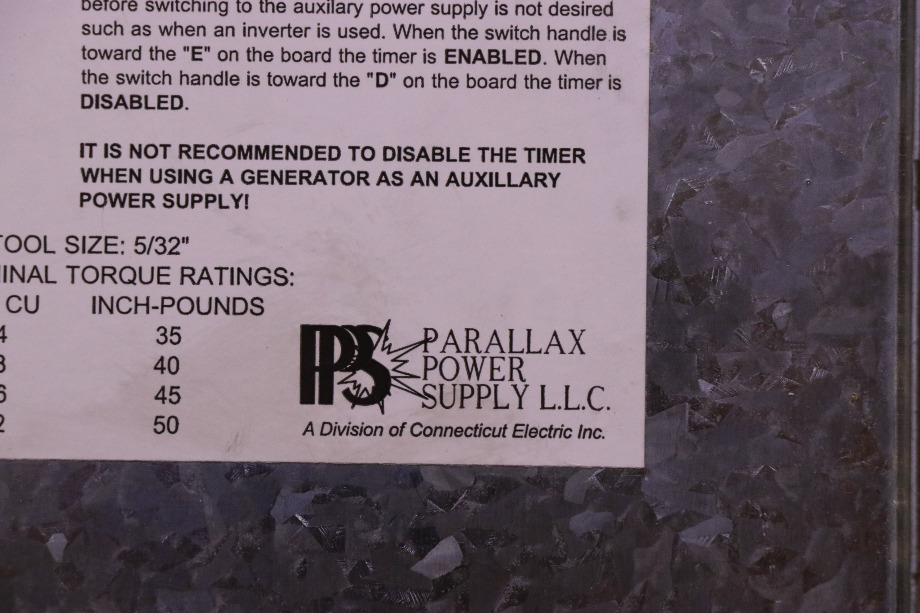 before switching to the auxilary power supply is not desired
such as when an inverter is used. When the switch handle is
toward the "E" on the board the timer is ENABLED. When
the switch handle is toward the "D" on the board the timer is
DISABLED.
IT IS NOT RECOMMENDED TO DISABLE THE TIMER
WHEN USING A GENERATOR AS AN AUXILLARY
POWER SUPPLY!
TOOL SIZE: 5/32"
INAL TORQUE RATINGS:
CU INCH-POUNDS
4 35
40
45
2 50
PPS
PARALLAX
POWER
SUPPLY L.L.C.
A Division of Connecticut Electric Inc.